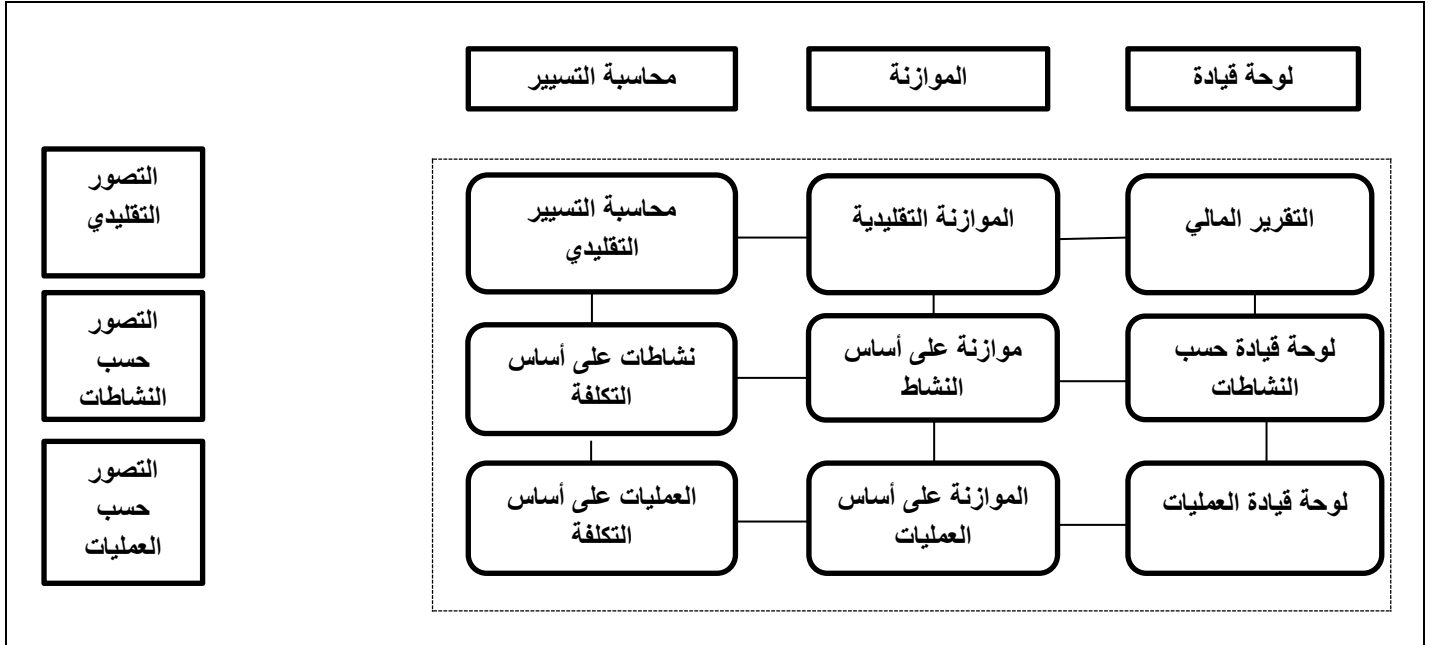 لوحة قيادة
الموازنة
محاسبة التسيير
التصور
التقليدي
التقرير المالي
الموازنة التقليدية
محاسبة التسيير
التقليدي
التصور
حسب
النشاطات
لوحة قيادة حسب
النشاطات
موازنة على أساس
النشاط
نشاطات على أساس
التكلفة
التصور
حسب
العمليات
لوحة قيادة العمليات
الموازنة على أساس
العمليات
العمليات على أساس
التكلفة